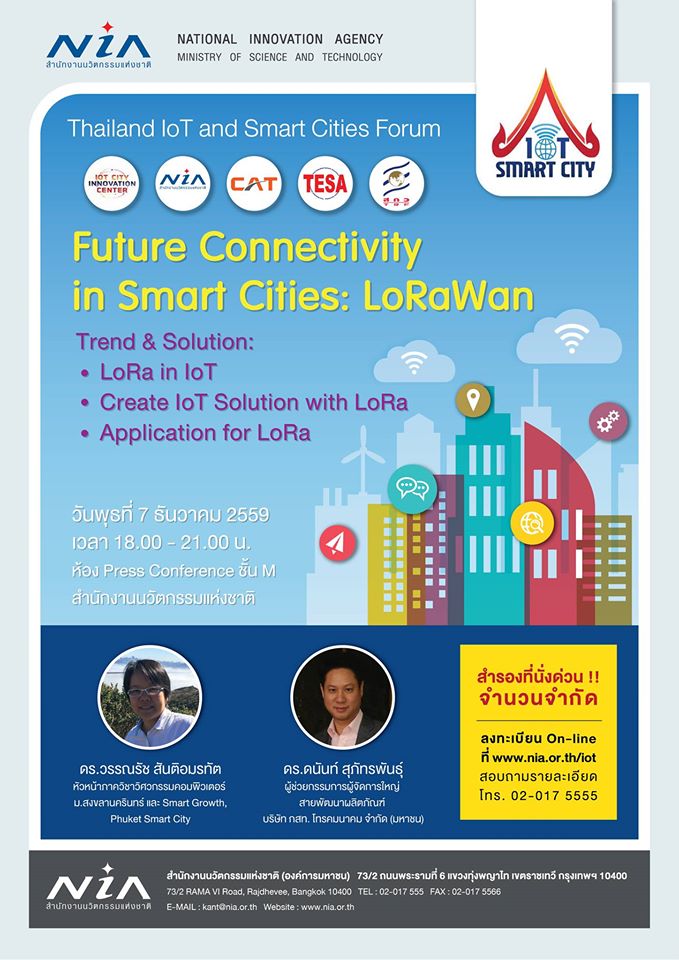 NiA
สำนักงานนวัตกรรมแห่งชาติ
NATIONAL INNOVATION AGENCY
MINISTRY OF SCIENCE AND TECHNOLOGY
Thailand IoT and Smart Cities Forum
IOT CITY
INNOVATION
CENTER
NiA
สำนักงานนวัตกรรมแห่งชาติ
CAT
TESA
IOT
SMART CITY
Future Connectivity
in Smart Cities: LoRaWan
Trend & Solution:
• LoRa in IoT
• Create IoT Solution with LoRa
• Application for LoRa
วันพุธที่ 7 ธันวาคม 2559
เวลา 18.00 - 21.00 น.
ห้อง Press Conference ชั้น M
สำนักงานนวัตกรรมแห่งชาติ
ดร.วรรณรัช สันติอมรทัต
หัวหน้าภาควิชาวิศวกรรมคอมพิวเตอร์
ม.สงขลานครินทร์ และ Smart Growth,
Phuket Smart City
ดร.ดนันท์ สุภัทรพันธุ์
ผู้ช่วยกรรมการผู้จัดการใหญ่
สายพัฒนาผลิตภัณฑ์
บริษัท กสท. โทรคมนาคม จำกัด (มหาชน)
สำรองที่นั่งด่วน !!
จำนวนจำกัด
ลงทะเบียน On-line
ที่ www.nia.or.th/iot
สอบถามรายละเอียด
โทร. 02-017 5555
NiA
สำนักงานนวัตกรรมแห่งชาติ
สำนักงานนวัตกรรมแห่งชาติ (องค์การมหาชน) 73/2 ถนนพระรามที่ 6 แขวงทุ่งพญาไท เขตราชเทวี กรุงเทพฯ 10400
73/2 RAMA VI Road, Rajdhevee, Bangkok 10400 TEL : 02-017 555 FAX : 02-017 5566
E-MAIL : kant@nia.or.th Website : www.nia.or.th